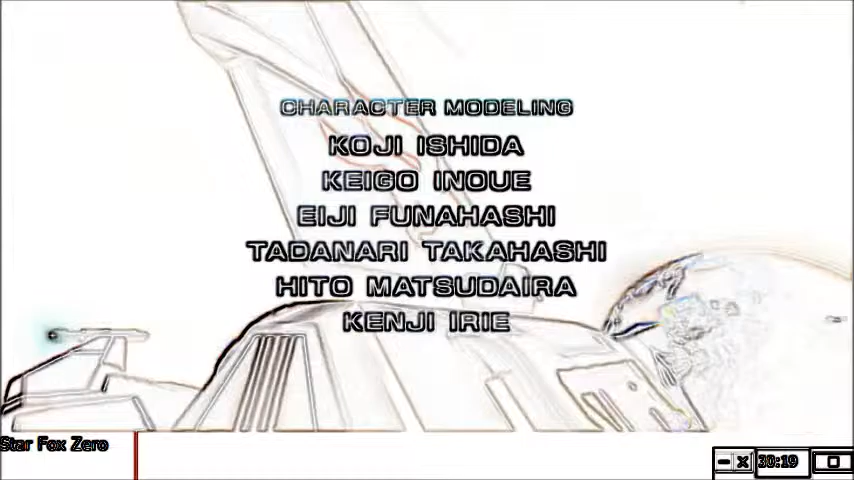 CHARACTER MODELING
KOJI ISHIDA
KEIGO INOUE
EIJI FUNAHASHI
TADANARI TAKAHASHI
HITO MATSUDAIRA
KENJI IRIE
Star Fox Zero
30:19